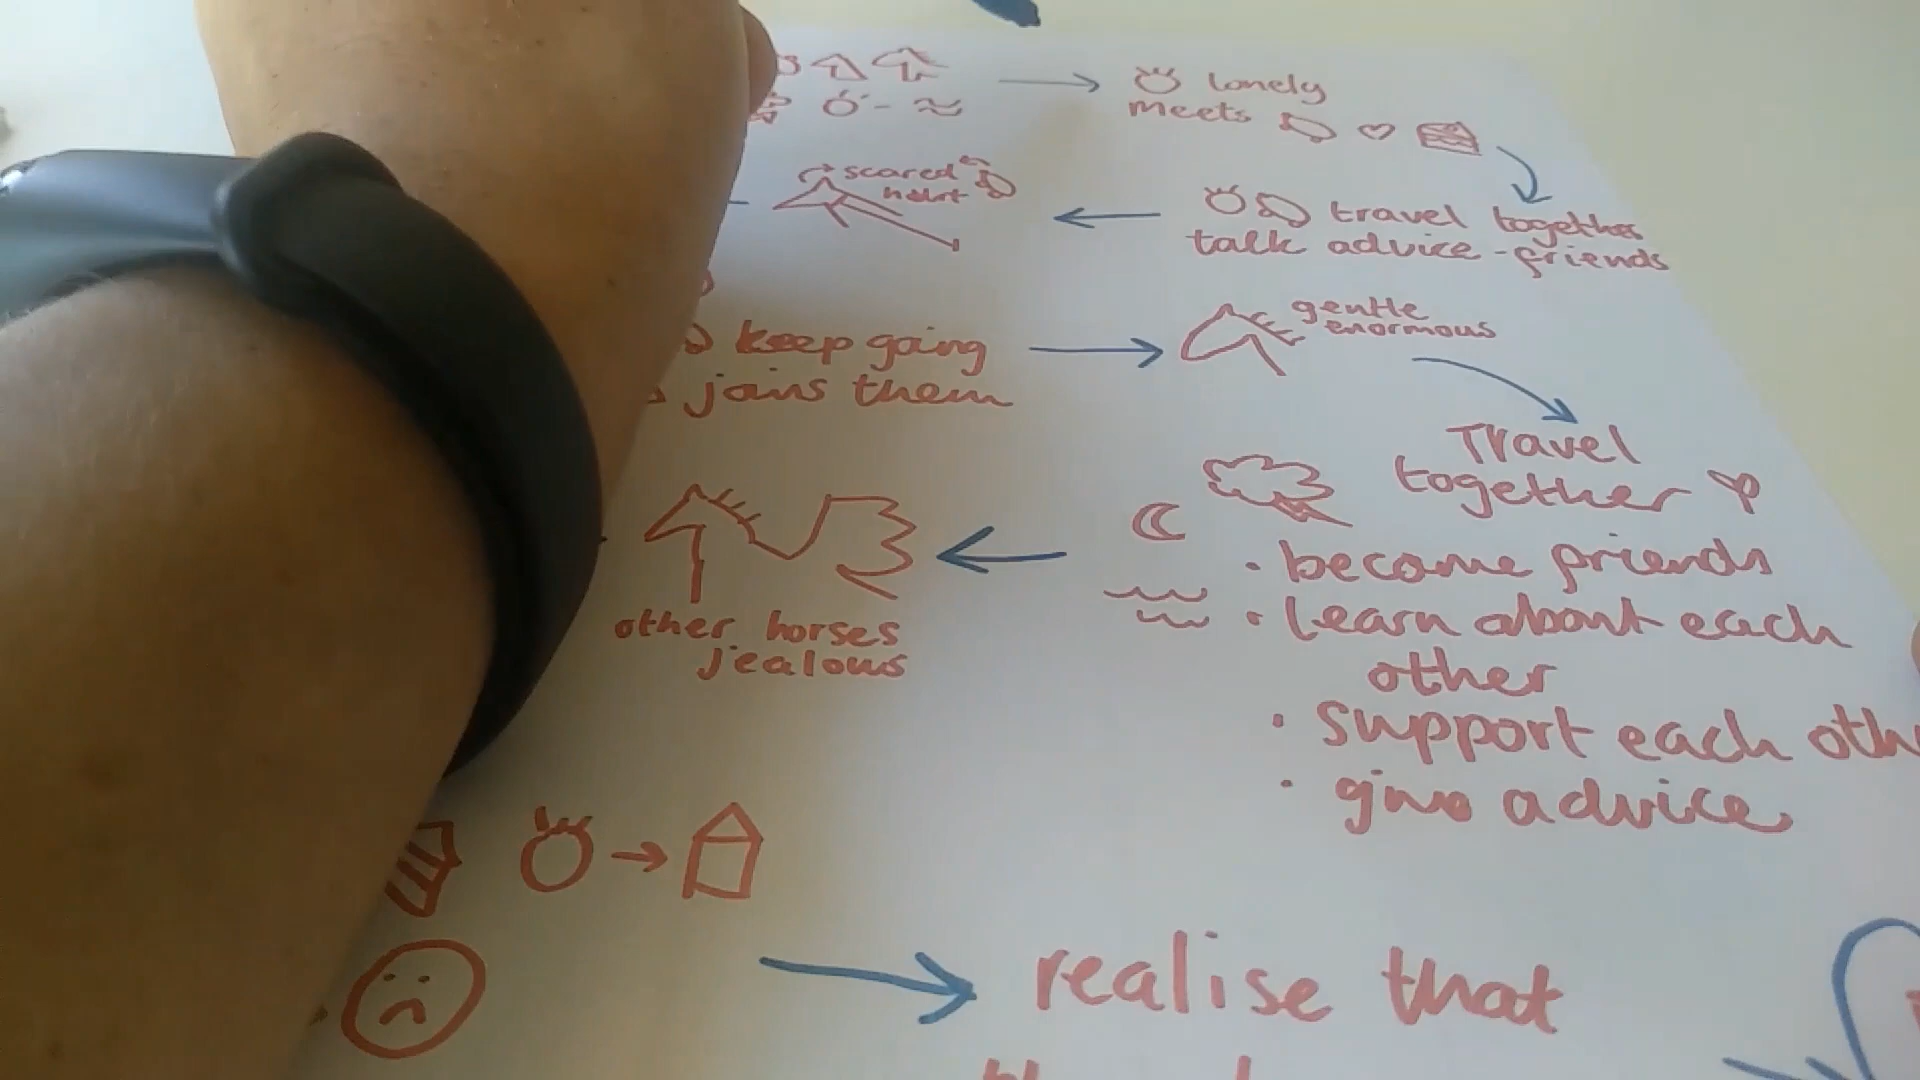 lonely
meets
scared
hurt
travel together
talk advice - friends
gentle
enormous
keep going
joins them
Travel
together
• become friends
• learn about each
other
• support each oth
• give advice
other horses
jealous
realise that